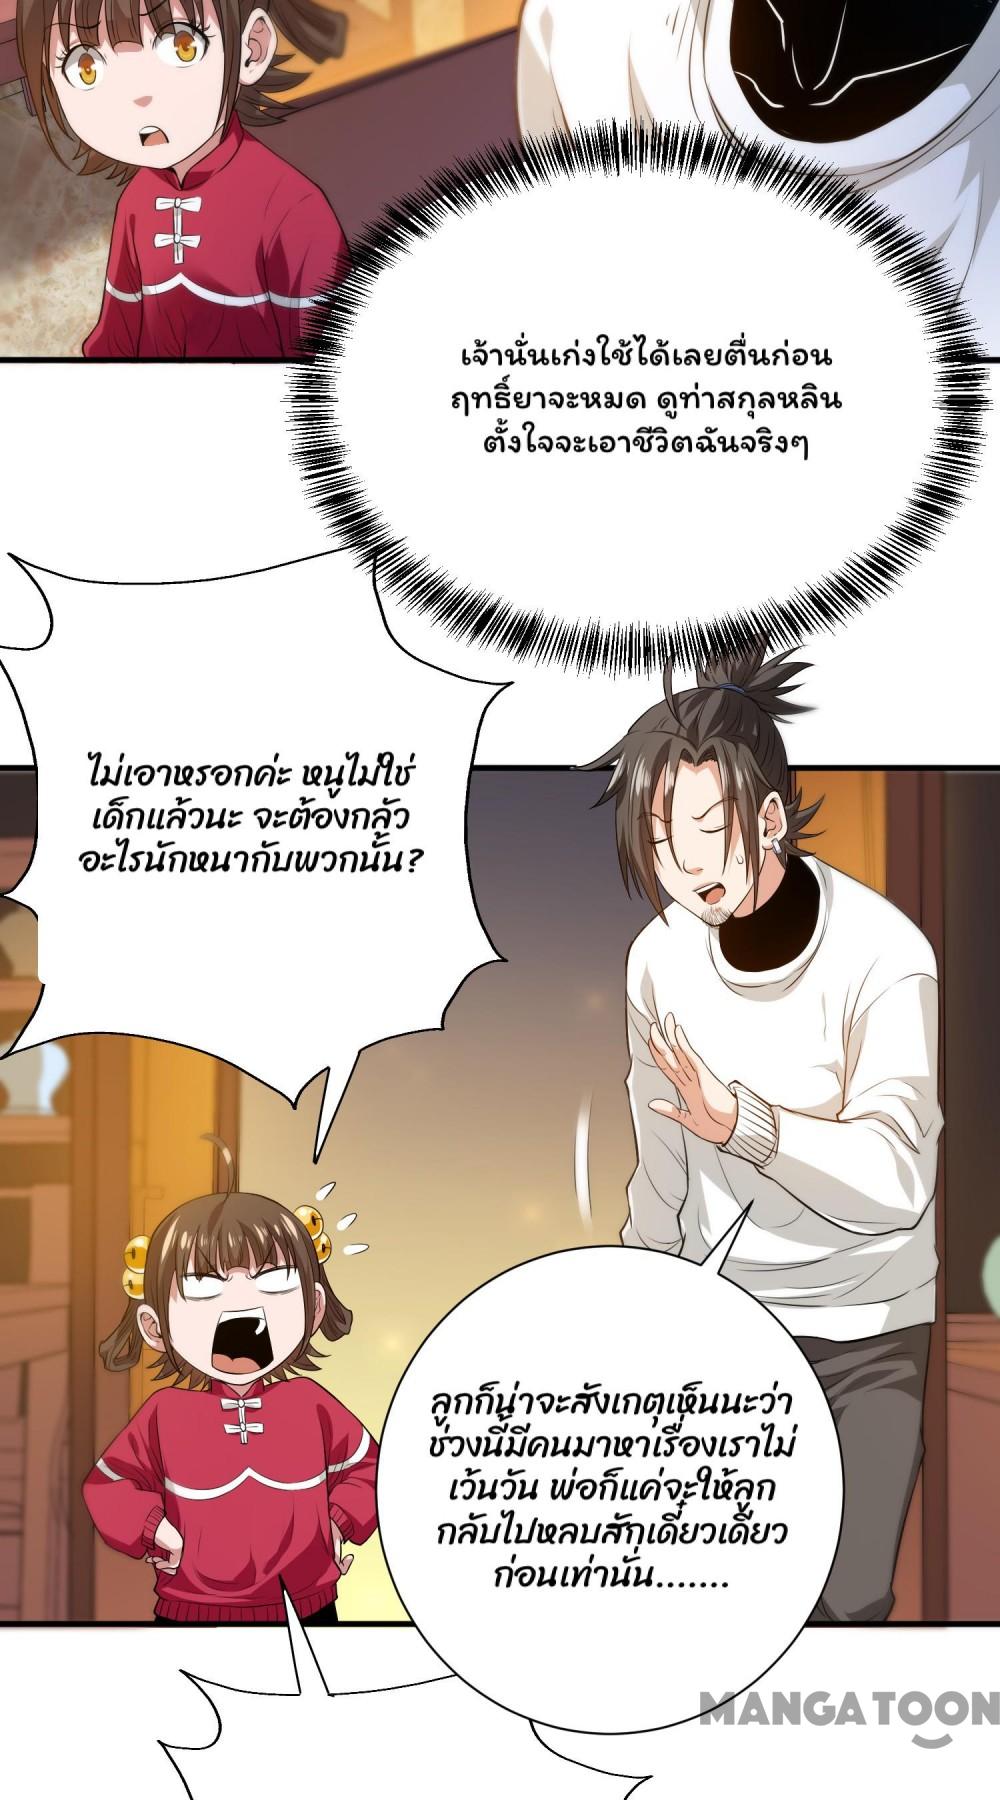 เจ้านั่นเก่งใช้ได้เลยตื่นก่อน
ฤทธิ์ยาจะหมด ดูท่าสกุลหลิน
ตั้งใจจะเอาชีวิตฉันจริงๆ
ไม่เอาหรอกค่ะ หนูไม่ใช่
เด็กแล้วนะ จะต้องกลัว
อะไรนักหนากับพวกนั้น?
ลูกก็น่าจะสังเกตุเห็นนะว่า
ช่วงนี้มีคนมาหาเรื่องเราไม่
เว้นวัน พ่อก็แค่จะให้ลูก
กลับไปหลบสักเดี๋ยวเดียว
ก่อนเท่านั่น.......
MANGATOON